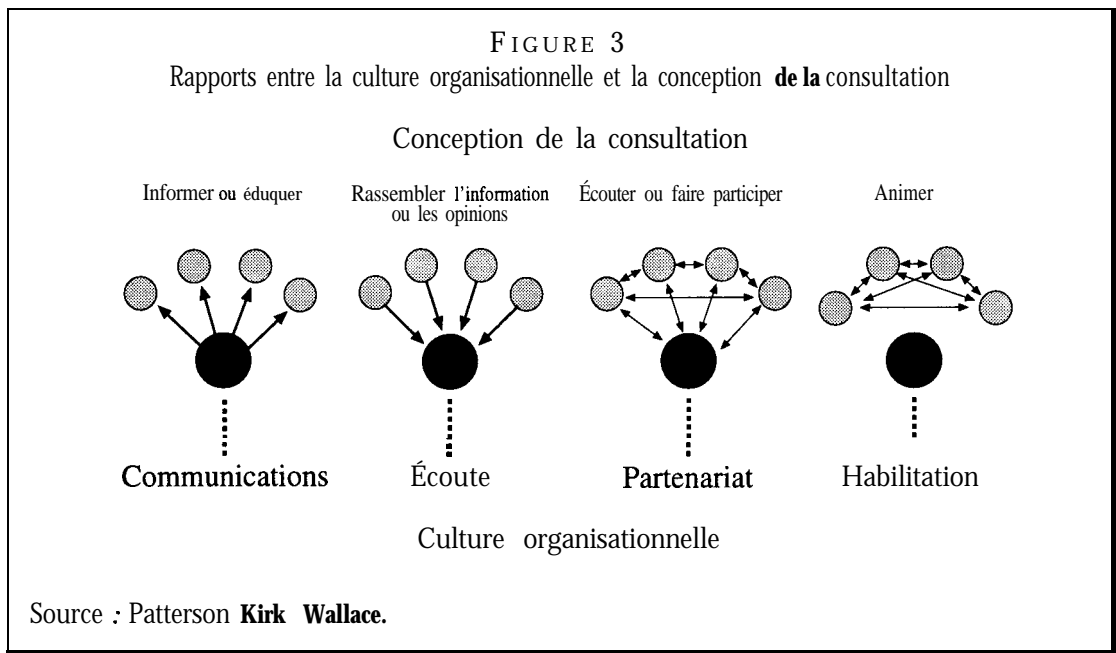 FIGURE 3
Rapports entre la culture organisationnelle et la conception de la consultation
Conception de la consultation
Informer ou éduquer
Rassembler l'information
ou les opinions
Écouter ou faire participer
Animer
Communications
Écoute
Partenariat
Habilitation
Culture organisationnelle
Source : Patterson Kirk Wallace.